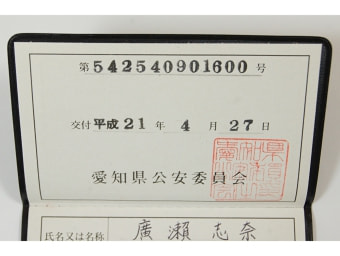 第542540901600号
交付 平成21年 4月27日
愛知県公安委員会
氏名又は名称 廣瀬志奈